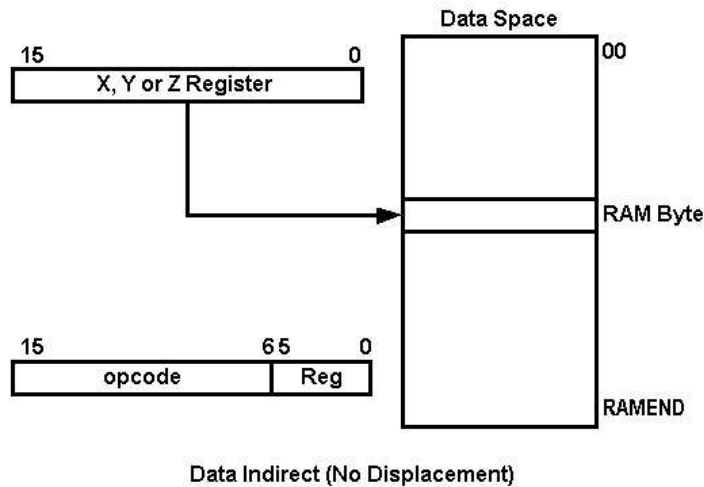 Data Space
15 0 00
X, Y or Z Register
RAM Byte
15 6 5 0
opcode Reg
RAMEND
Data Indirect (No Displacement)